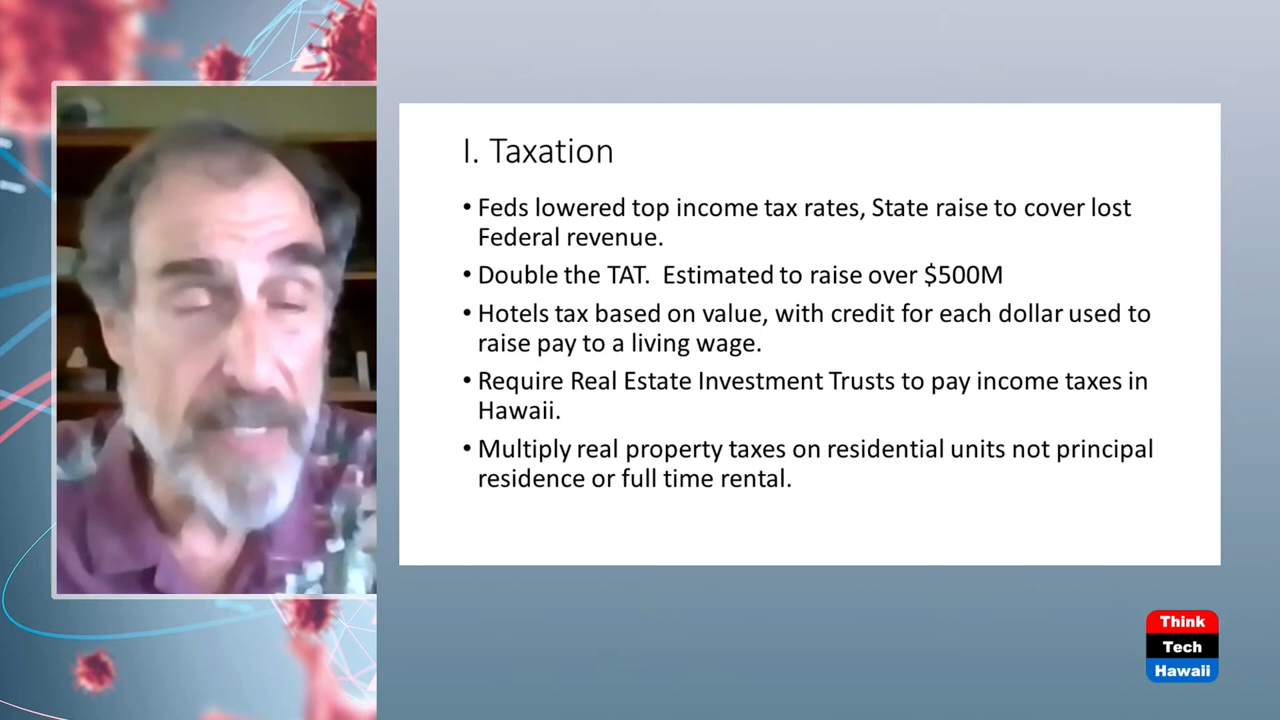 I. Taxation
• Feds lowered top income tax rates, State raise to cover lost
Federal revenue.
• Double the TAT.  Estimated to raise over $500M
• Hotels tax based on value, with credit for each dollar used to
raise pay to a living wage.
• Require Real Estate Investment Trusts to pay income taxes in
Hawaii.
• Multiply real property taxes on residential units not principal
residence or full time rental.
Think
Tech
Hawaii